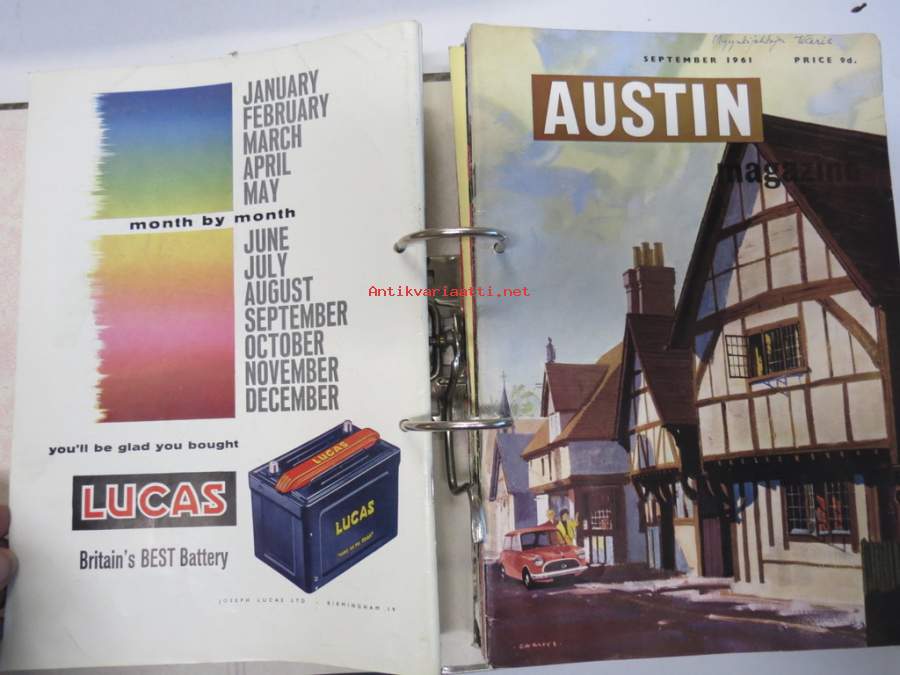 JANUARY
FEBRUARY
MARCH
APRIL
MAY
month by month
JUNE
JULY
AUGUST
SEPTEMBER
OCTOBER
NOVEMBER
DECEMBER
you'll be glad you bought
LUCAS
Britain's BEST Battery
LUCAS
LUCAS
JOSEPH LUCAS LTD · BIRMINGHAM 19
SEPTEMBER 1961 PRICE 9d.
AUSTIN
magazine
Antikvariaatti.net